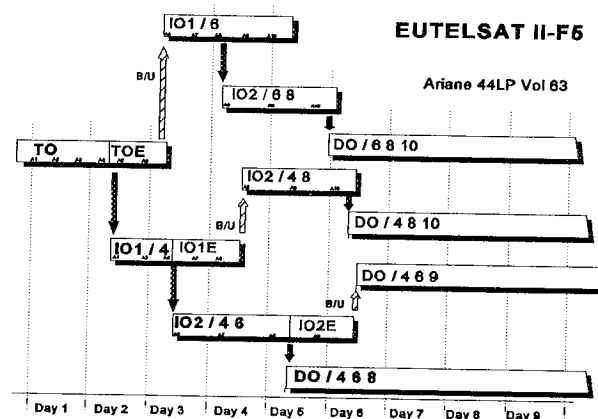 EUTELSAT II-F5
Ariane 44LP Vol 63
IO1 / 6
B/U
IO2 / 6 8
TO
TOE
DO / 6 8 10
IO2 / 4 8
B/U
DO / 4 8 10
IO1 / 4
IO1E
DO / 4 6 9
B/U
IO2 / 4 6
IO2E
DO / 4 6 8
Day 1
Day 2
Day 3
Day 4
Day 5
Day 6
Day 7
Day 8
Day 9